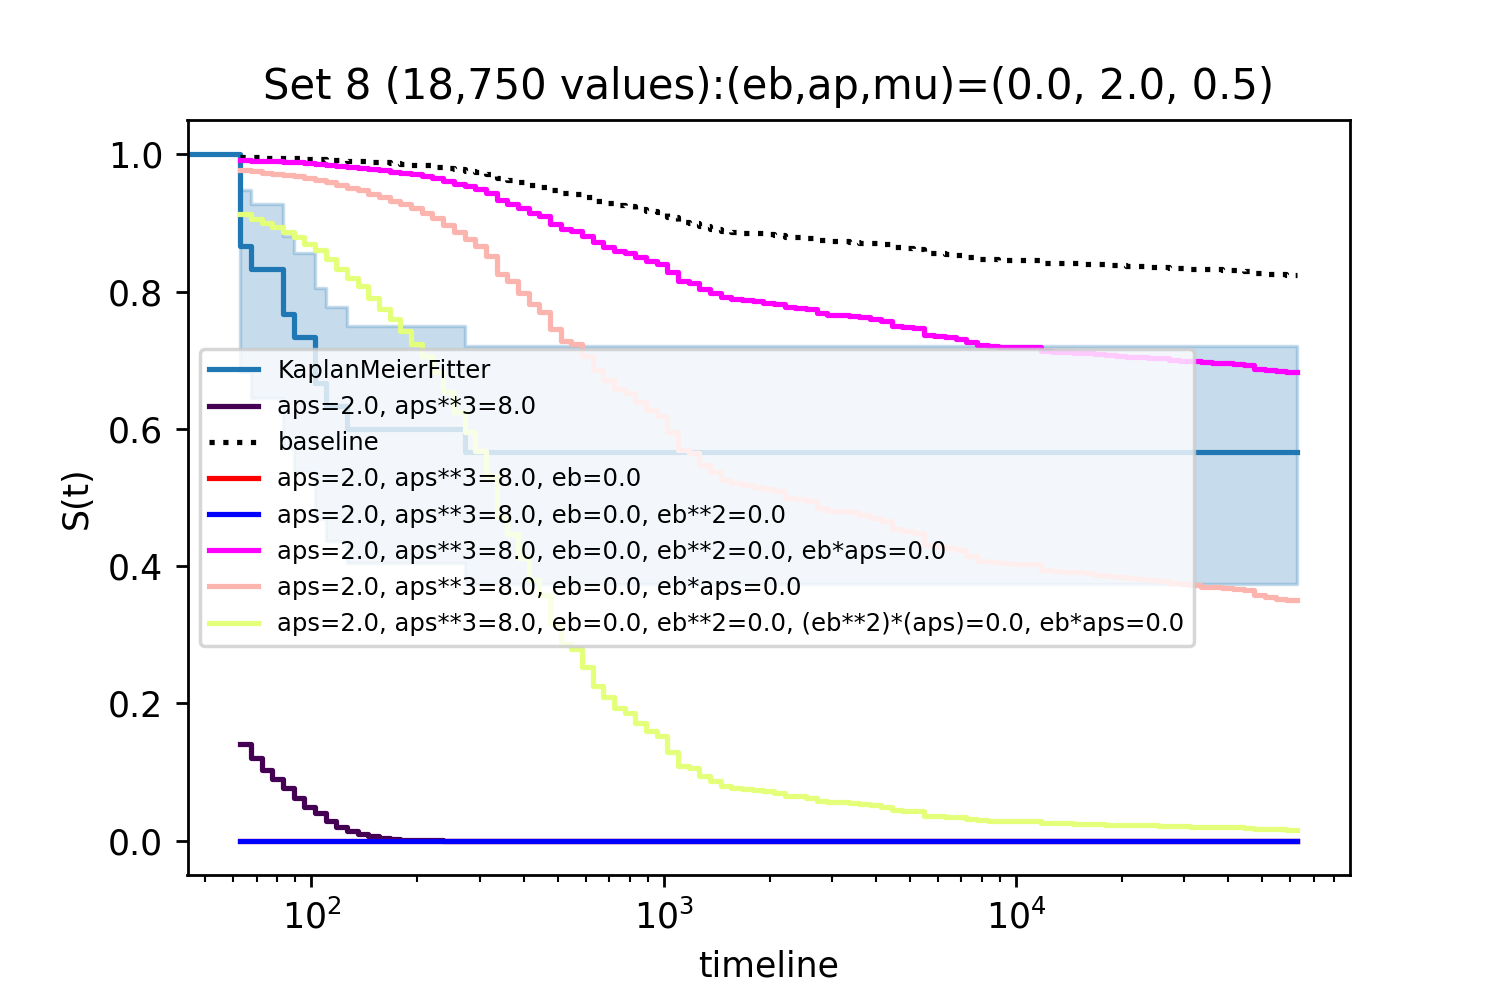 Set 8 (18,750 values):(eb,ap,mu)=(0.0, 2.0, 0.5)
S(t)
1.0
0.8
0.6
0.4
0.2
0.0
KaplanMeierFitter
aps=2.0, aps**3=8.0
baseline
aps=2.0, aps**3=8.0, eb=0.0
aps=2.0, aps**3=8.0, eb=0.0, eb**2=0.0
aps=2.0, aps**3=8.0, eb=0.0, eb**2=0.0, eb*aps=0.0
aps=2.0, aps**3=8.0, eb=0.0, eb*aps=0.0
aps=2.0, aps**3=8.0, eb=0.0, eb**2=0.0, (eb**2)*(aps)=0.0, eb*aps=0.0
10² 10³ 10⁴
timeline